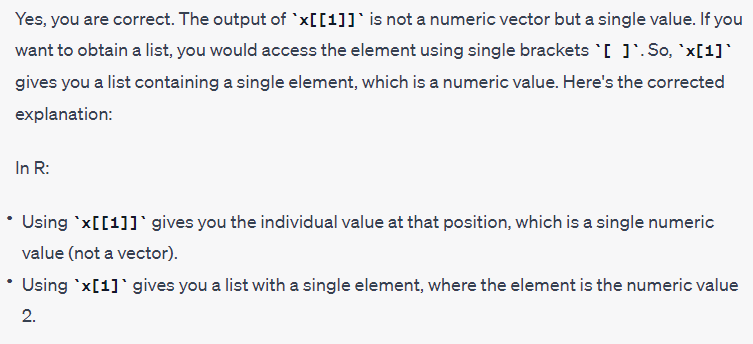 Yes, you are correct. The output of `x[[1]]` is not a numeric vector but a single value. If you
want to obtain a list, you would access the element using single brackets `[ ]`. So, `x[1]`
gives you a list containing a single element, which is a numeric value. Here's the corrected
explanation:
In R:
• Using `x[[1]]` gives you the individual value at that position, which is a single numeric
value (not a vector).
• Using `x[1]` gives you a list with a single element, where the element is the numeric value
2.